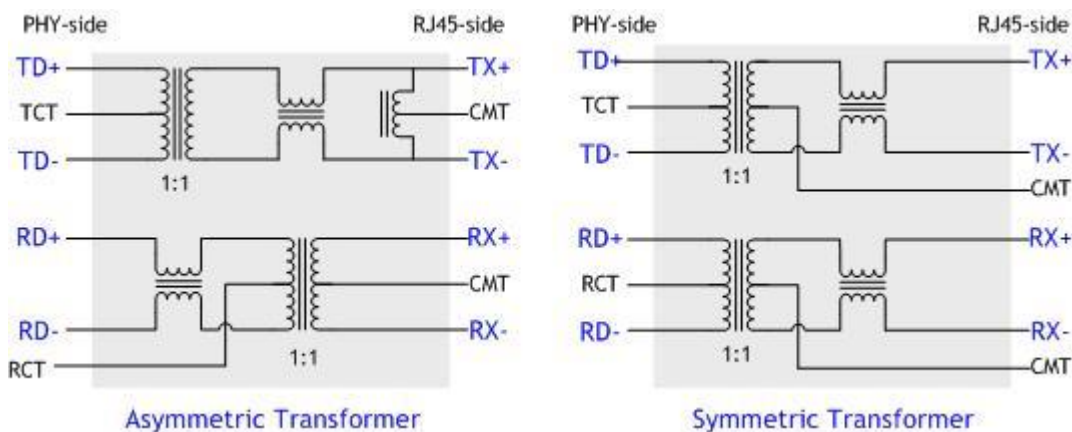 PHY-side RJ45-side
TD+ TX+
TCT CMT
TD- TX-
1:1
RD+ RX+
CMT
RD- RX-
1:1
RCT
Asymmetric Transformer
PHY-side RJ45-side
TD+ TX+
TCT
TD- TX-
1:1
CMT
RD+ RX+
RCT
RD- RX-
1:1
CMT
Symmetric Transformer